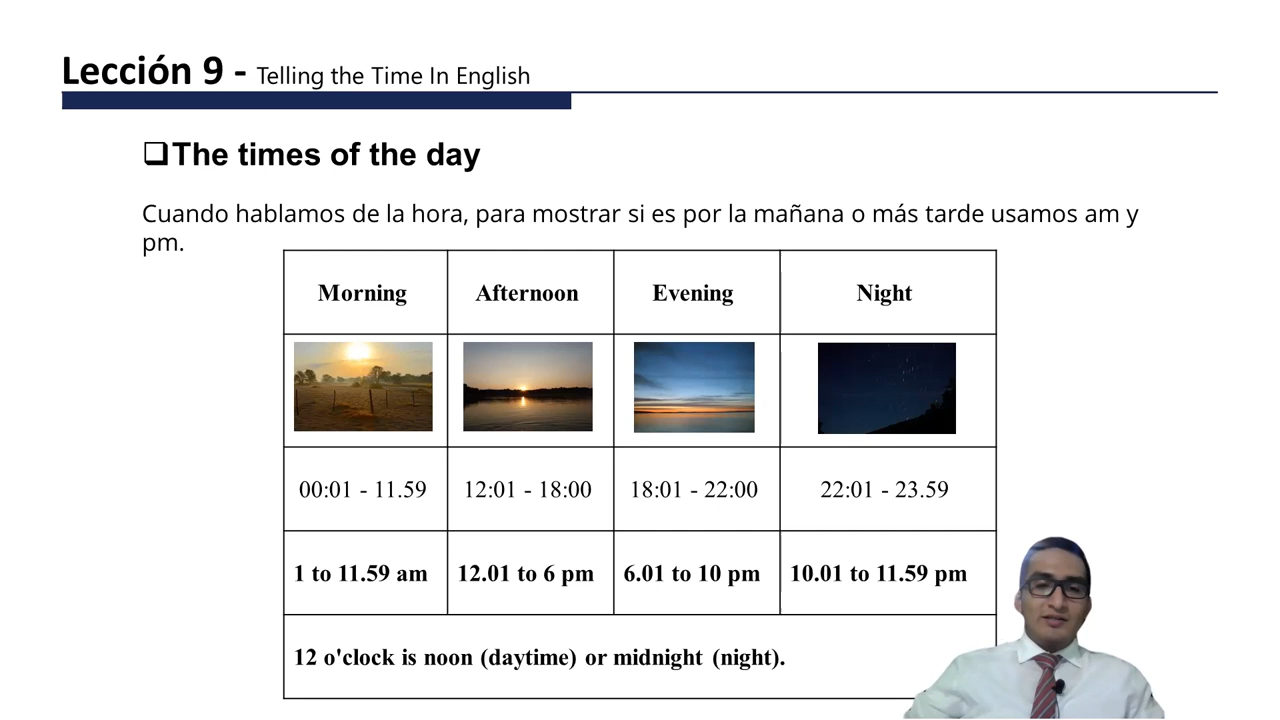 Lección 9 - Telling the Time In English
❑The times of the day
Cuando hablamos de la hora, para mostrar si es por la mañana o más tarde usamos am y
pm.
Morning Afternoon Evening Night
00:01 - 11.59 12:01 - 18:00 18:01 - 22:00 22:01 - 23.59
1 to 11.59 am 12.01 to 6 pm 6.01 to 10 pm 10.01 to 11.59 pm
12 o'clock is noon (daytime) or midnight (night).